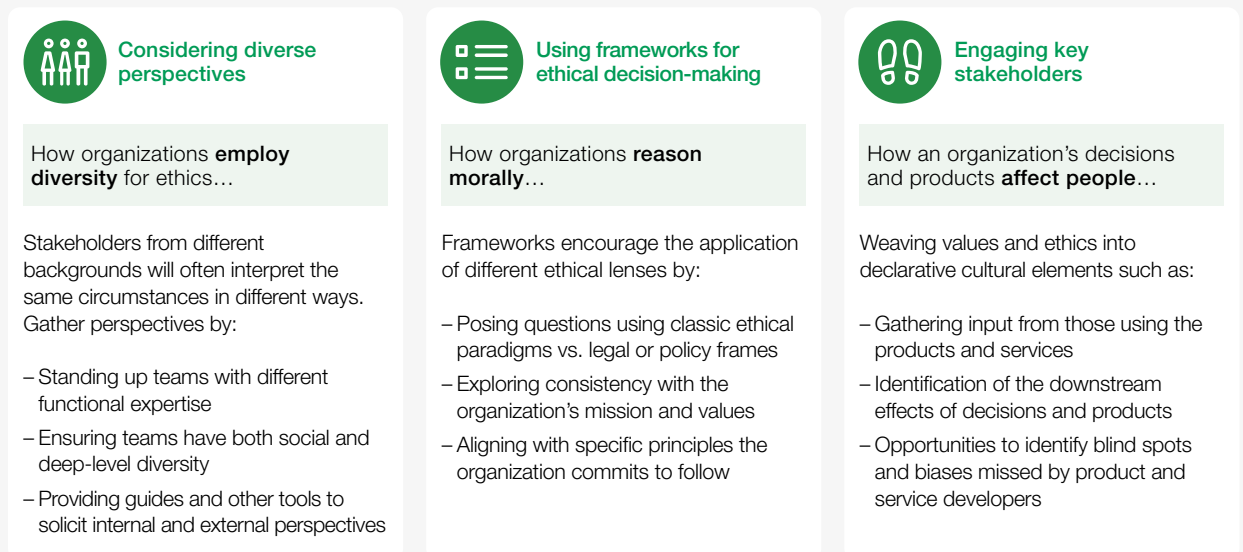 Considering diverse
perspectives
How organizations employ
diversity for ethics…
Stakeholders from different
backgrounds will often interpret the
same circumstances in different ways.
Gather perspectives by:
– Standing up teams with different
functional expertise
– Ensuring teams have both social and
deep-level diversity
– Providing guides and other tools to
solicit internal and external perspectives
Using frameworks for
ethical decision-making
How organizations reason
morally…
Frameworks encourage the application
of different ethical lenses by:
– Posing questions using classic ethical
paradigms vs. legal or policy frames
– Exploring consistency with the
organization’s mission and values
– Aligning with specific principles the
organization commits to follow
Engaging key
stakeholders
How an organization’s decisions
and products affect people…
Weaving values and ethics into
declarative cultural elements such as:
– Gathering input from those using the
products and services
– Identification of the downstream
effects of decisions and products
– Opportunities to identify blind spots
and biases missed by product and
service developers